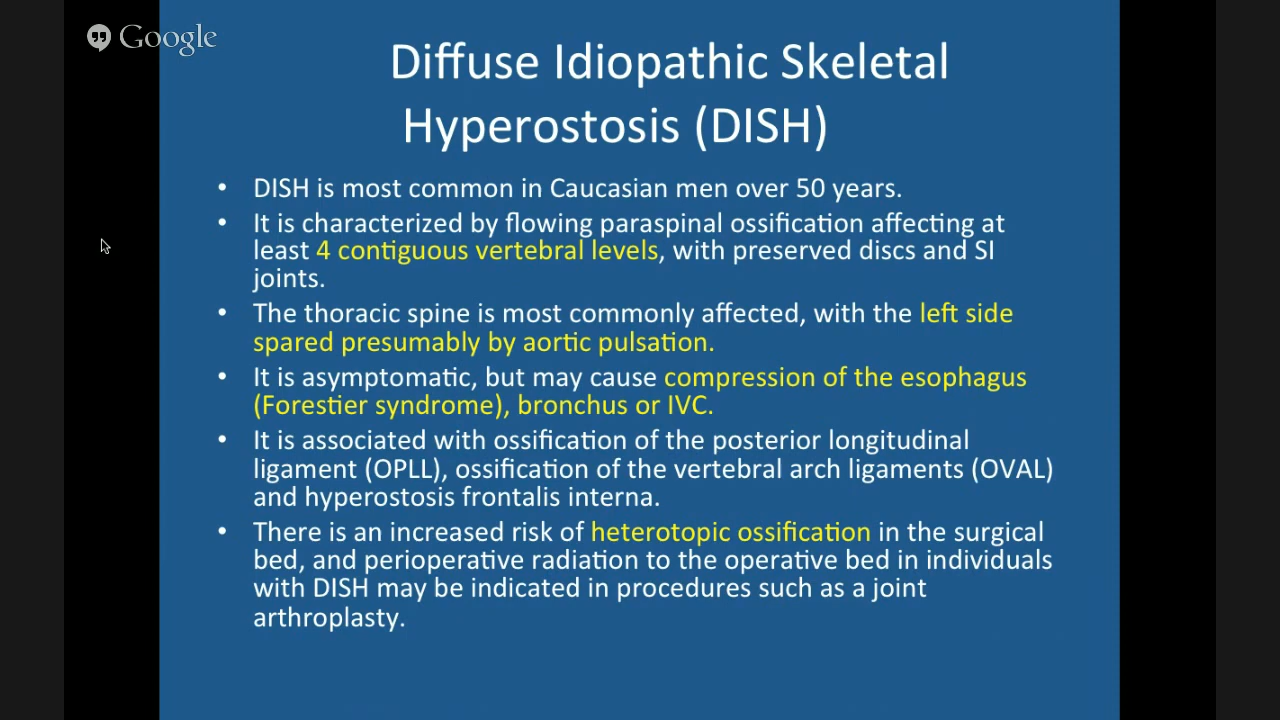 Google
Diffuse Idiopathic Skeletal
Hyperostosis (DISH)
• DISH is most common in Caucasian men over 50 years.
• It is characterized by flowing paraspinal ossification affecting at
least 4 contiguous vertebral levels, with preserved discs and SI
joints.
• The thoracic spine is most commonly affected, with the left side
spared presumably by aortic pulsation.
• It is asymptomatic, but may cause compression of the esophagus
(Forestier syndrome), bronchus or IVC.
• It is associated with ossification of the posterior longitudinal
ligament (OPLL), ossification of the vertebral arch ligaments (OVAL)
and hyperostosis frontalis interna.
• There is an increased risk of heterotopic ossification in the surgical
bed, and perioperative radiation to the operative bed in individuals
with DISH may be indicated in procedures such as a joint
arthroplasty.